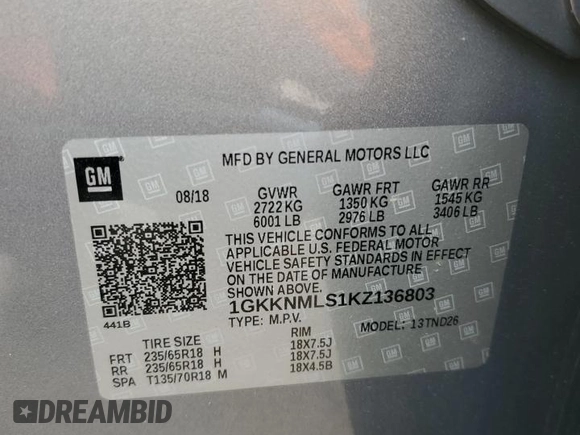 GM
MFD BY GENERAL MOTORS LLC
08/18 GVWR GAWR FRT GAWR RR
2722 KG 1350 KG 1545 KG
6001 LB 2976 LB 3406 LB
THIS VEHICLE CONFORMS TO ALL
APPLICABLE U.S. FEDERAL MOTOR
VEHICLE SAFETY STANDARDS IN EFFECT
ON THE DATE OF MANUFACTURE
SHOWN ABOVE.
1GKKNMLS1KZ136803
441B TYPE: M.P.V. MODEL: 13TND26
TIRE SIZE RIM
FRT 235/65R18 H 18X7.5J
RR 235/65R18 H 18X7.5J
SPA T135/70R18 M 18X4.5B
DREAMBID